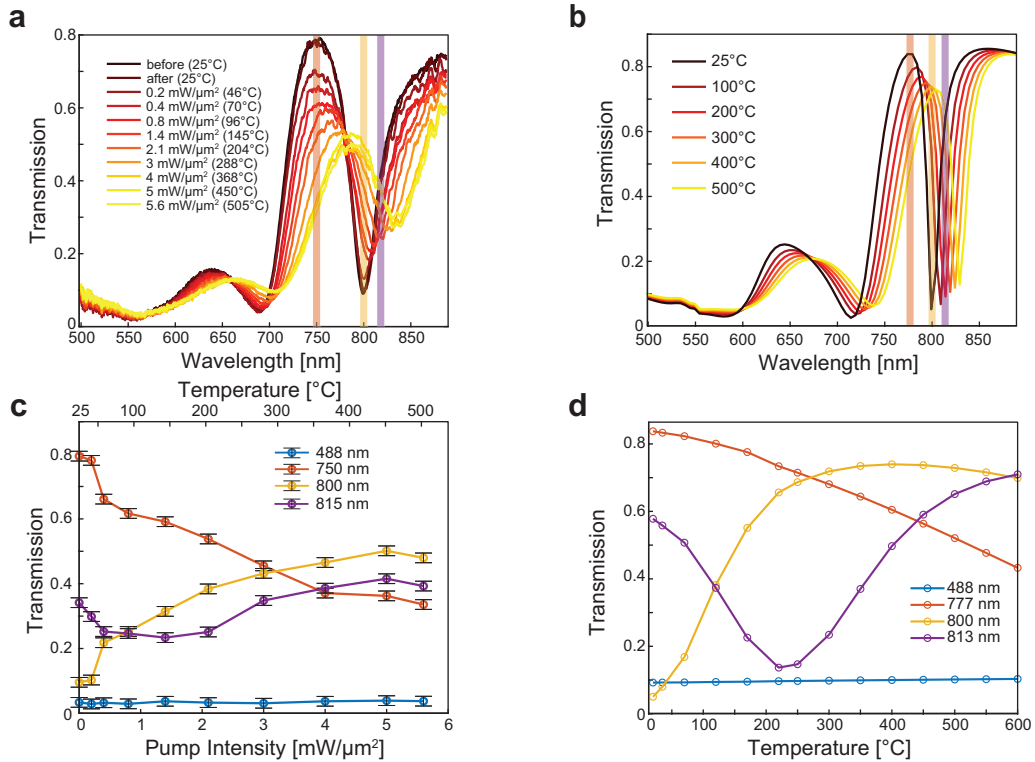 a
0.8
0.6
0.4
0.2
0
Transmission
before (25°C)
after (25°C)
0.2 mW/μm² (46°C)
0.4 mW/μm² (70°C)
0.8 mW/μm² (96°C)
1.4 mW/μm² (145°C)
2.1 mW/μm² (204°C)
3 mW/μm² (288°C)
4 mW/μm² (368°C)
5 mW/μm² (450°C)
5.6 mW/μm² (505°C)
500 550 600 650 700 750 800 850
Wavelength [nm]
b
0.8
0.6
0.4
0.2
0
Transmission
25°C
100°C
200°C
300°C
400°C
500°C
500 550 600 650 700 750 800 850
Wavelength [nm]
c
Temperature [°C]
25 100 200 300 400 500
0.8
0.6
0.4
0.2
0
Transmission
488 nm
750 nm
800 nm
815 nm
0 1 2 3 4 5 6
Pump Intensity [mW/μm²]
d
0.8
0.6
0.4
0.2
0
Transmission
488 nm
777 nm
800 nm
813 nm
0 100 200 300 400 500 600
Temperature [°C]